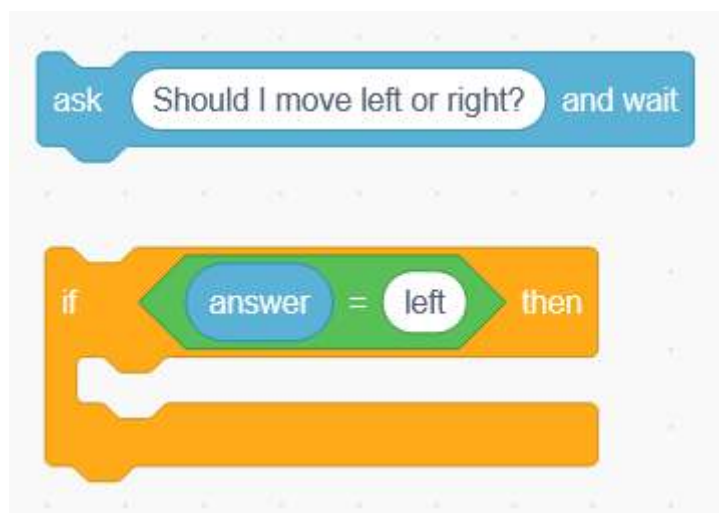 ask Should I move left or right? and wait
if answer = left then